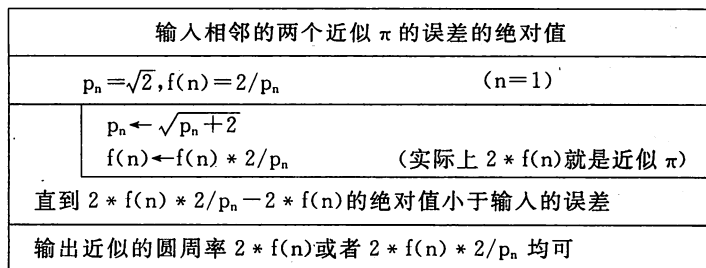 输入相邻的两个近似 π 的误差的绝对值
pₙ=√2,f(n)=2/pₙ (n=1)
pₙ←√(pₙ+2)
f(n)←f(n) * 2/pₙ (实际上 2 * f(n)就是近似 π)
直到 2 * f(n) * 2/pₙ-2 * f(n)的绝对值小于输入的误差
输出近似的圆周率 2 * f(n)或者 2 * f(n) * 2/pₙ 均可